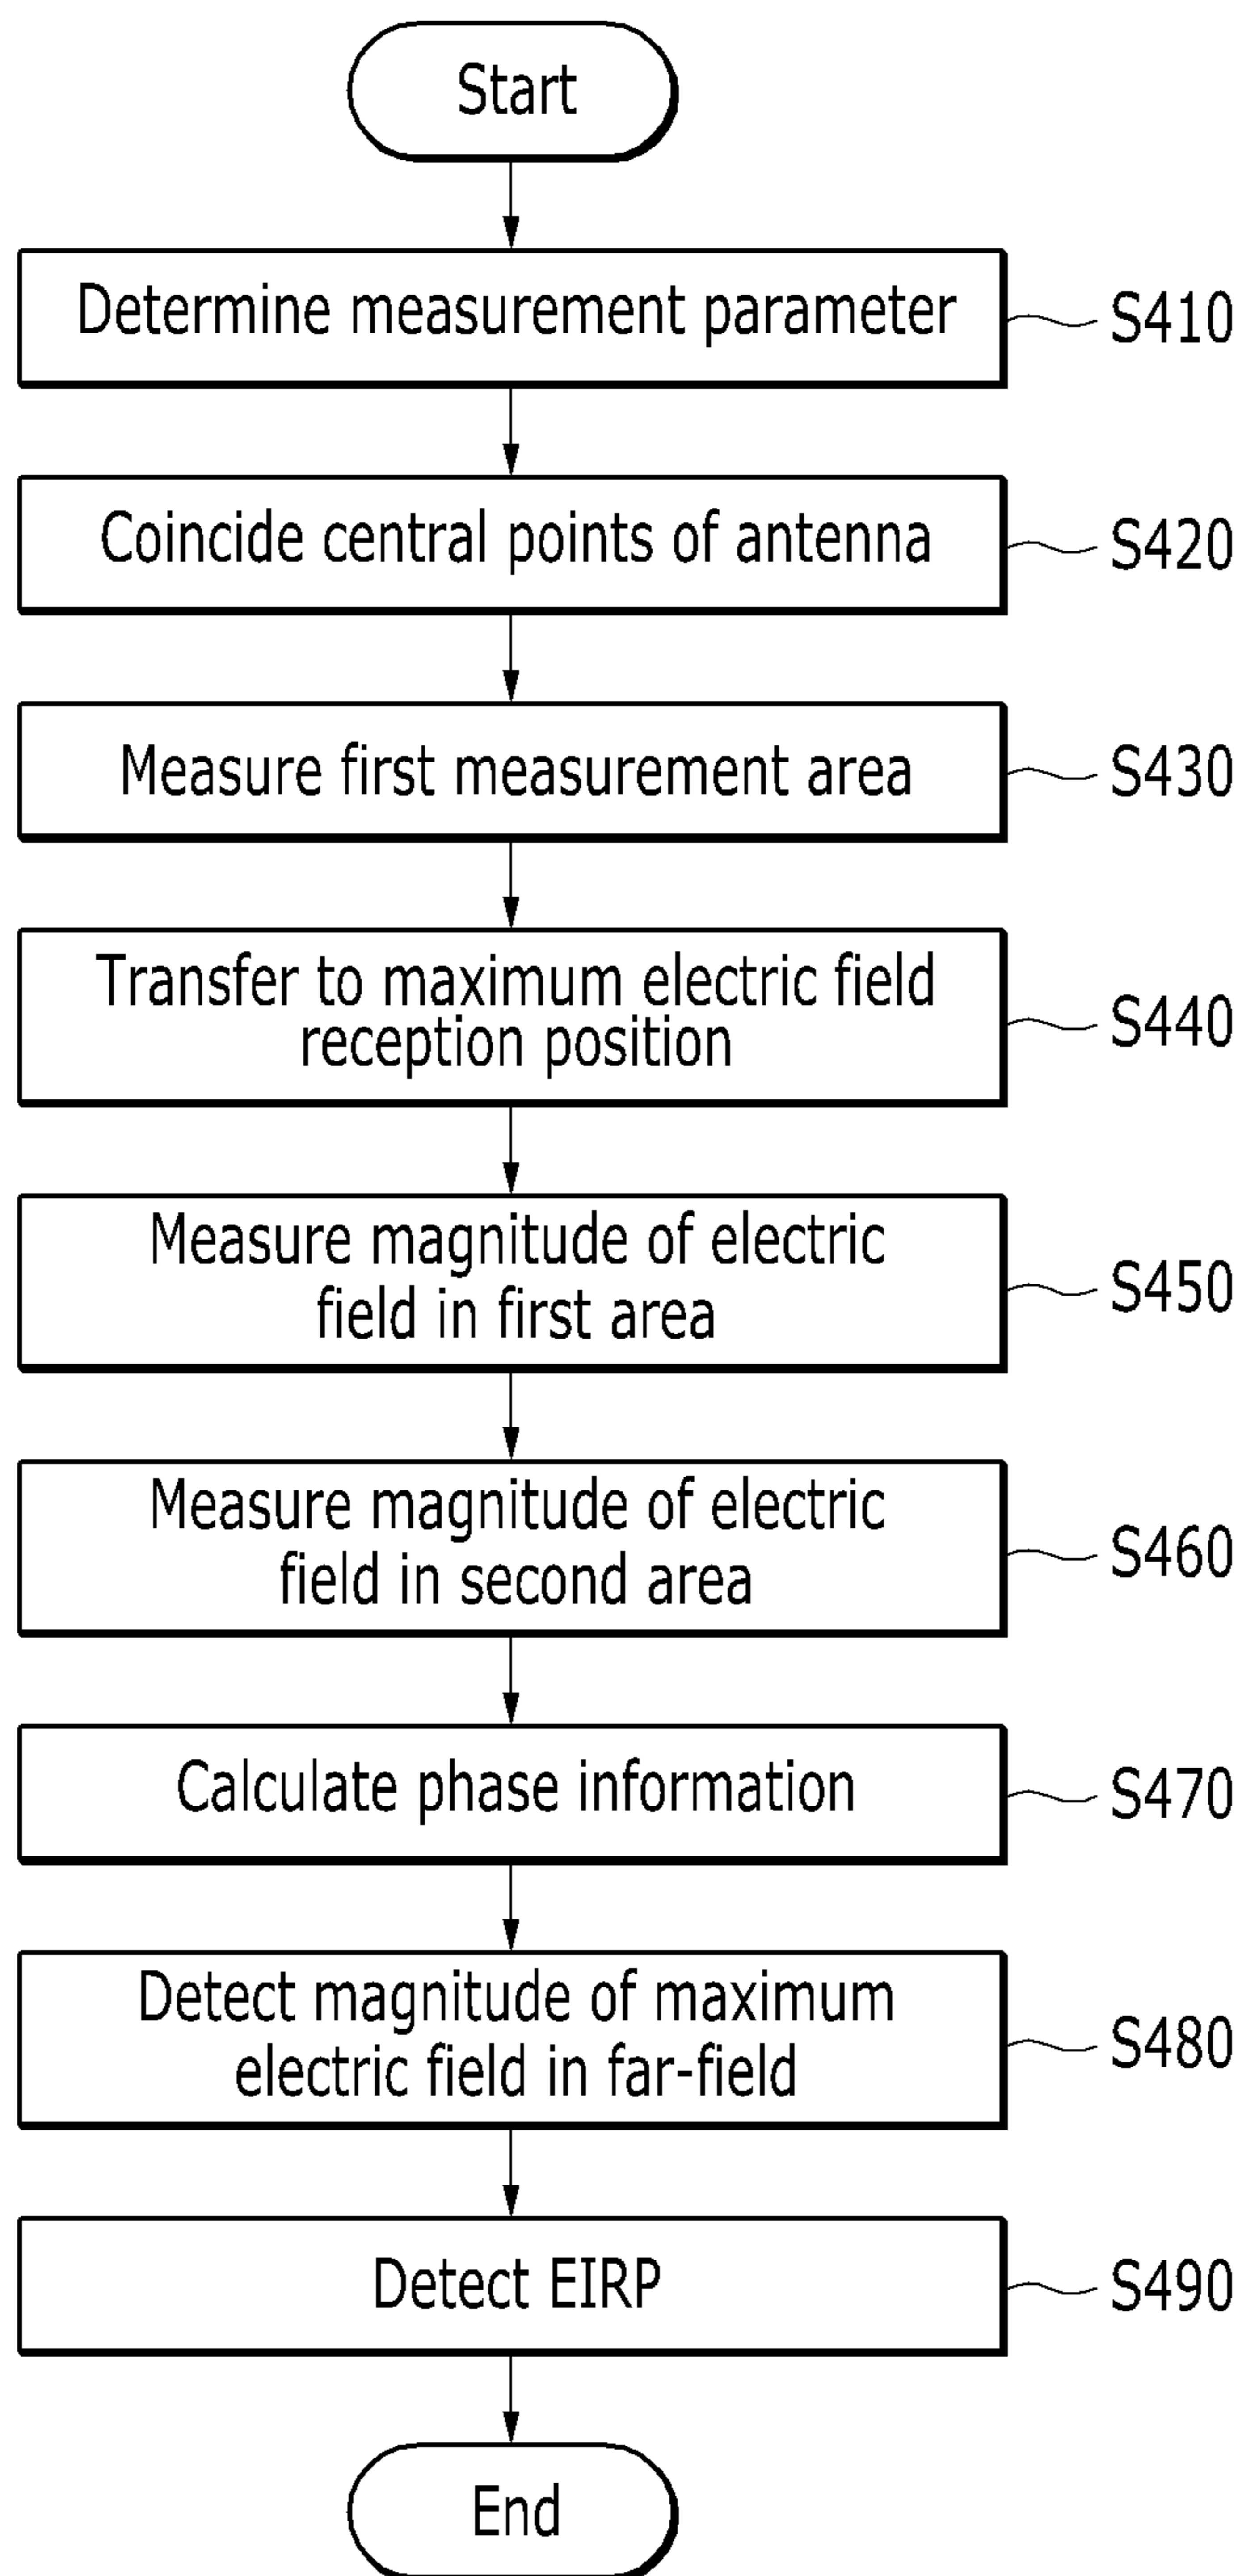 Start
Determine measurement parameter
S410
Coincide central points of antenna
S420
Measure first measurement area
S430
Transfer to maximum electric field
reception position
S440
Measure magnitude of electric
field in first area
S450
Measure magnitude of electric
field in second area
S460
Calculate phase information
S470
Detect magnitude of maximum
electric field in far-field
S480
Detect EIRP
S490
End